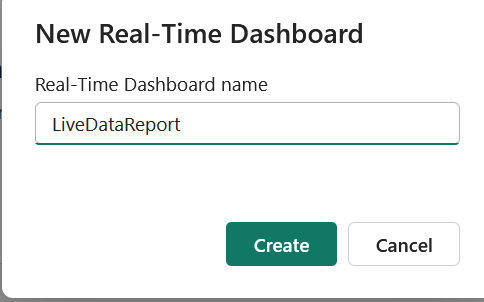 New Real-Time Dashboard
Real-Time Dashboard name
LiveDataReport
Create Cancel